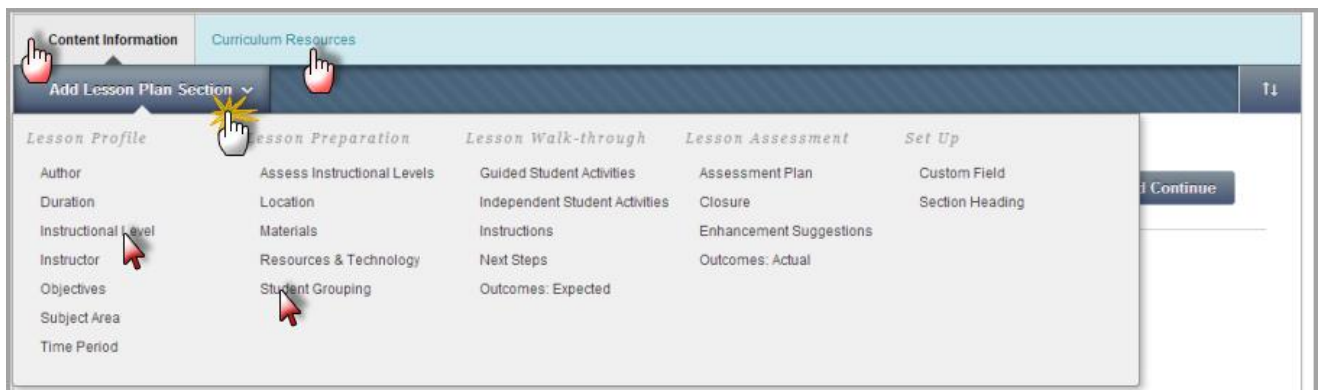 Content Information
Curriculum Resources
Add Lesson Plan Section
Lesson Profile
Author
Duration
Instructional Level
Instructor
Objectives
Subject Area
Time Period
Lesson Preparation
Assess Instructional Levels
Location
Materials
Resources & Technology
Student Grouping
Lesson Walk-through
Guided Student Activities
Independent Student Activities
Instructions
Next Steps
Outcomes: Expected
Lesson Assessment
Assessment Plan
Closure
Enhancement Suggestions
Outcomes: Actual
Set Up
Custom Field
Section Heading
Continue